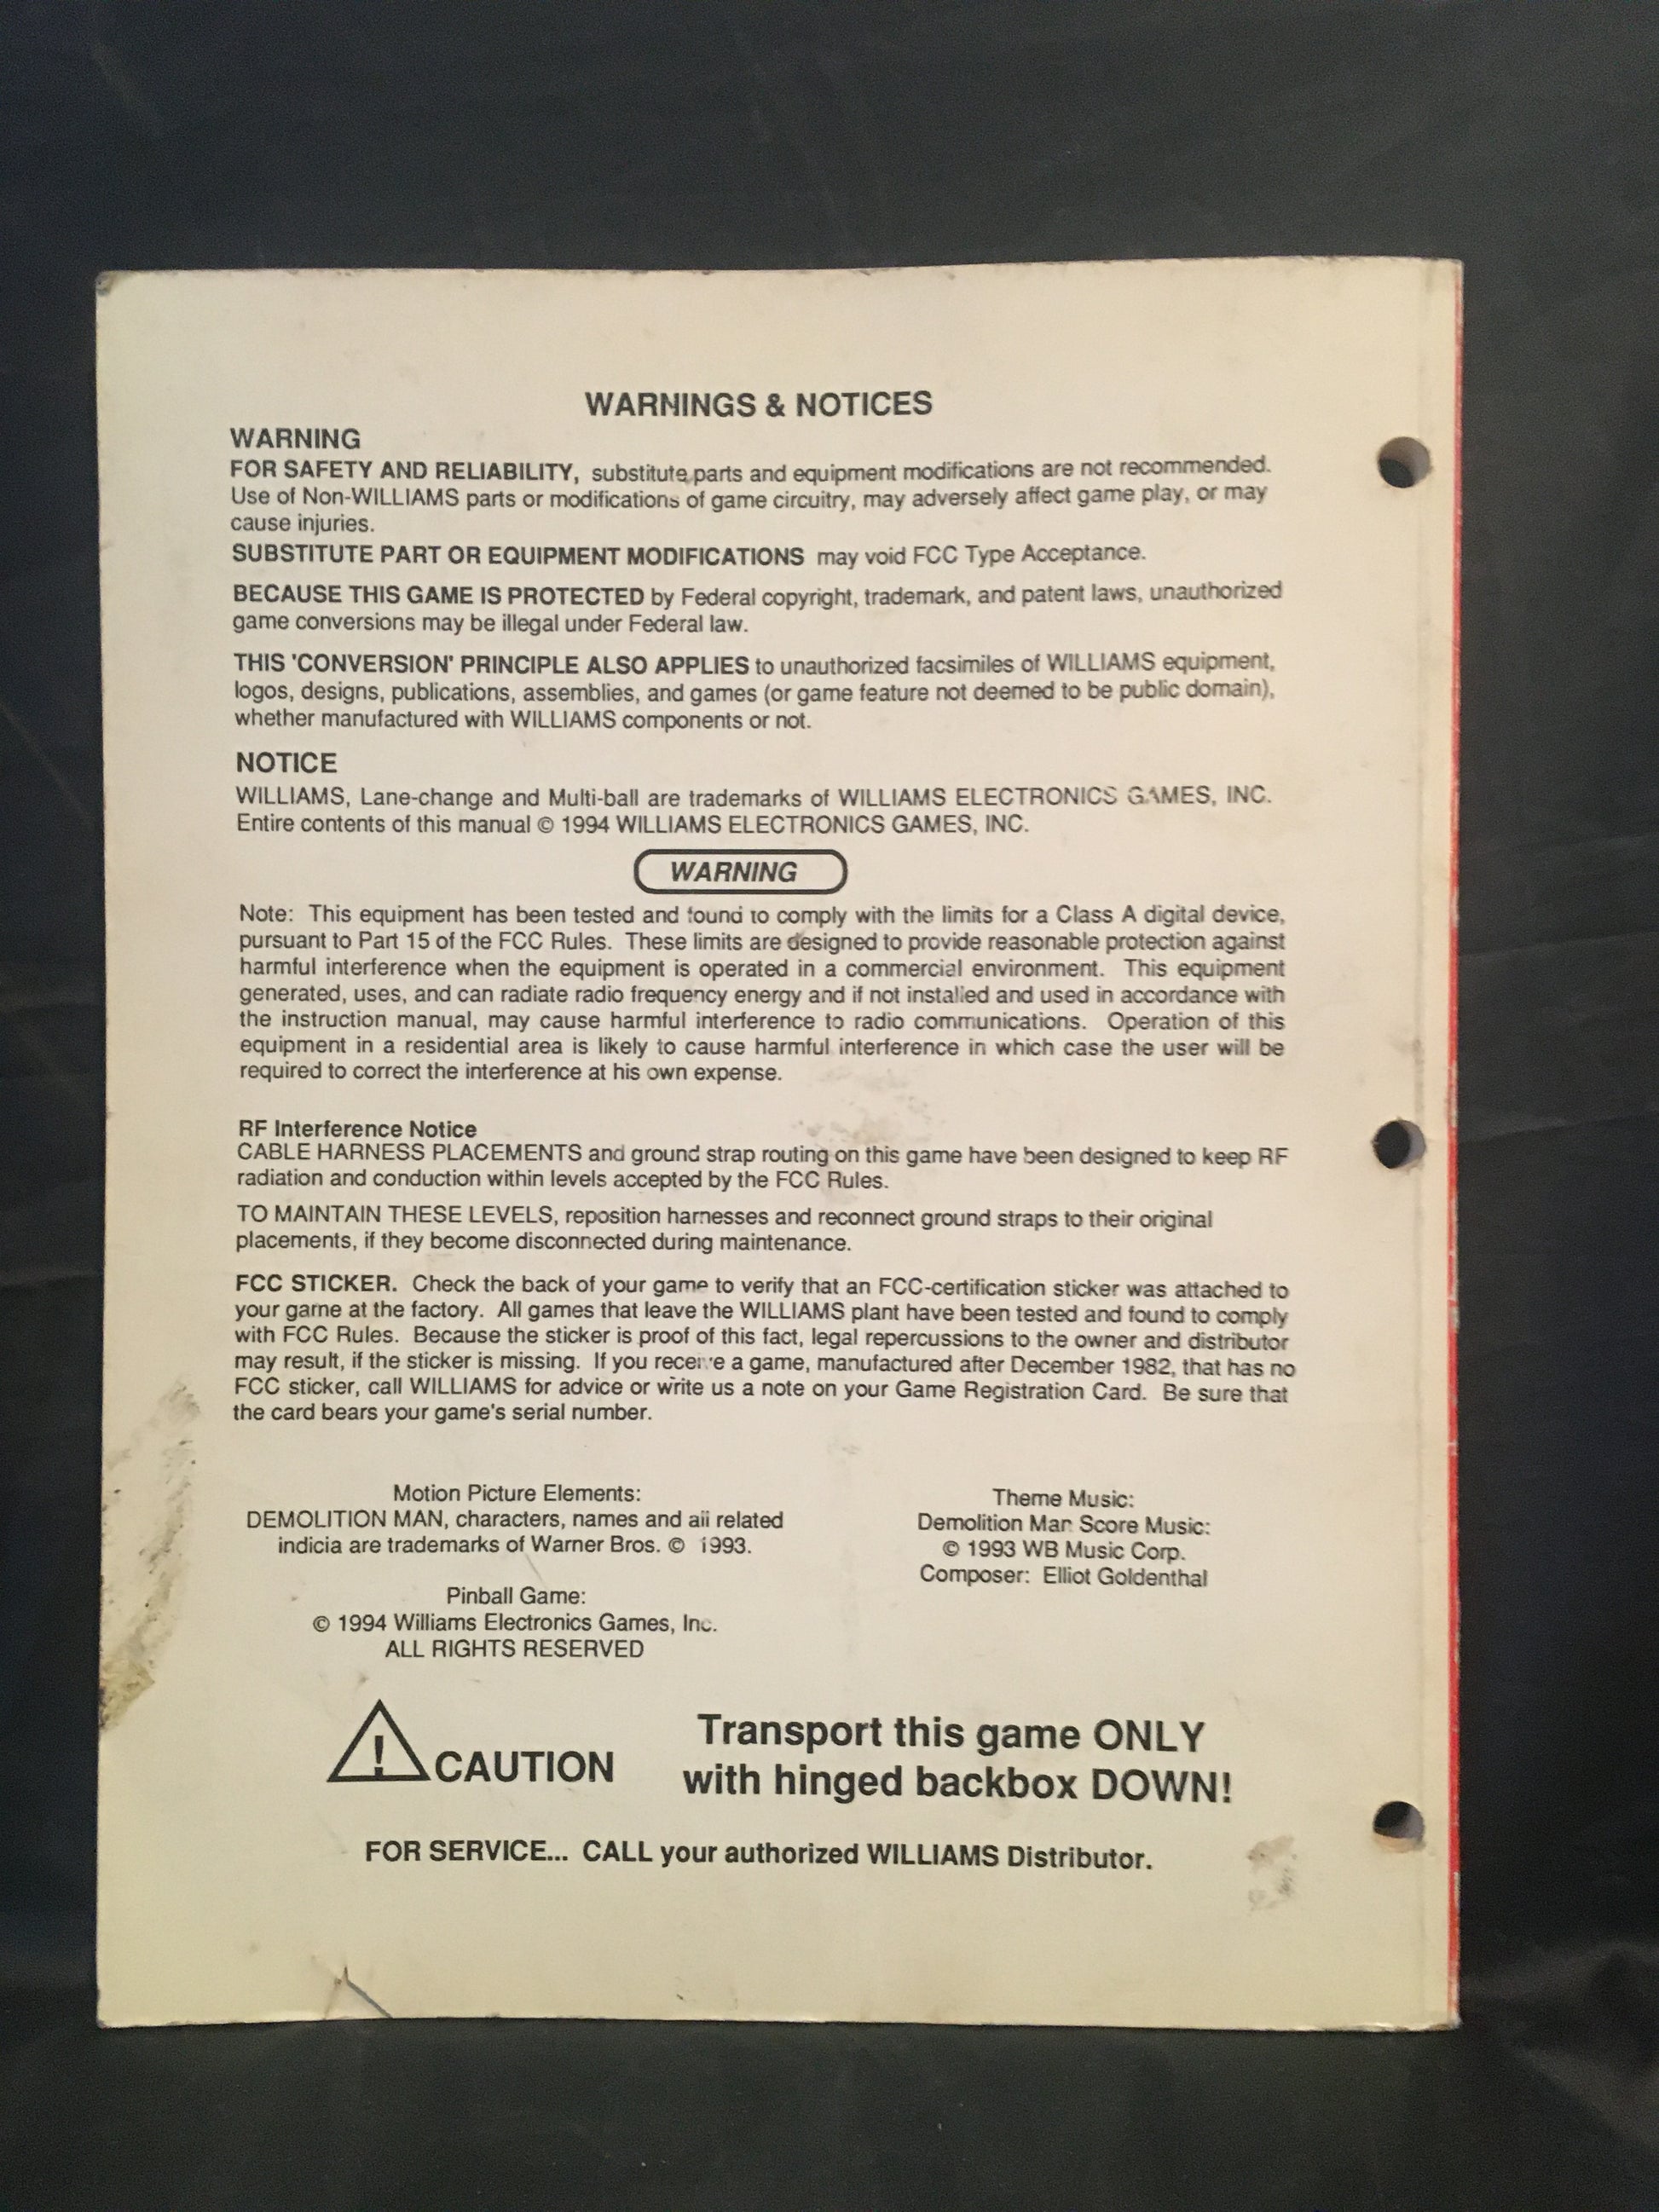 WARNINGS & NOTICES
WARNING
FOR SAFETY AND RELIABILITY, substitute parts and equipment modifications are not recommended.
Use of Non-WILLIAMS parts or modifications of game circuitry, may adversely affect game play, or may
cause injuries.
SUBSTITUTE PART OR EQUIPMENT MODIFICATIONS may void FCC Type Acceptance.
BECAUSE THIS GAME IS PROTECTED by Federal copyright, trademark, and patent laws, unauthorized
game conversions may be illegal under Federal law.
THIS 'CONVERSION' PRINCIPLE ALSO APPLIES to unauthorized facsimiles of WILLIAMS equipment,
logos, designs, publications, assemblies, and games (or game feature not deemed to be public domain),
whether manufactured with WILLIAMS components or not.
NOTICE
WILLIAMS, Lane-change and Multi-ball are trademarks of WILLIAMS ELECTRONICS GAMES, INC.
Entire contents of this manual © 1994 WILLIAMS ELECTRONICS GAMES, INC.
WARNING
Note: This equipment has been tested and found to comply with the limits for a Class A digital device,
pursuant to Part 15 of the FCC Rules. These limits are designed to provide reasonable protection against
harmful interference when the equipment is operated in a commercial environment. This equipment
generated, uses, and can radiate radio frequency energy and if not installed and used in accordance with
the instruction manual, may cause harmful interference to radio communications. Operation of this
equipment in a residential area is likely to cause harmful interference in which case the user will be
required to correct the interference at his own expense.
RF Interference Notice
CABLE HARNESS PLACEMENTS and ground strap routing on this game have been designed to keep RF
radiation and conduction within levels accepted by the FCC Rules.
TO MAINTAIN THESE LEVELS, reposition harnesses and reconnect ground straps to their original
placements, if they become disconnected during maintenance.
FCC STICKER. Check the back of your game to verify that an FCC-certification sticker was attached to
your game at the factory. All games that leave the WILLIAMS plant have been tested and found to comply
with FCC Rules. Because the sticker is proof of this fact, legal repercussions to the owner and distributor
may result, if the sticker is missing. If you receive a game, manufactured after December 1982, that has no
FCC sticker, call WILLIAMS for advice or write us a note on your Game Registration Card. Be sure that
the card bears your game's serial number.
Motion Picture Elements:
DEMOLITION MAN, characters, names and all related
indicia are trademarks of Warner Bros. © 1993.
Pinball Game:
© 1994 Williams Electronics Games, Inc.
ALL RIGHTS RESERVED
Theme Music:
Demolition Man Score Music:
© 1993 WB Music Corp.
Composer: Elliot Goldenthal
! CAUTION
Transport this game ONLY
with hinged backbox DOWN!
FOR SERVICE... CALL your authorized WILLIAMS Distributor.